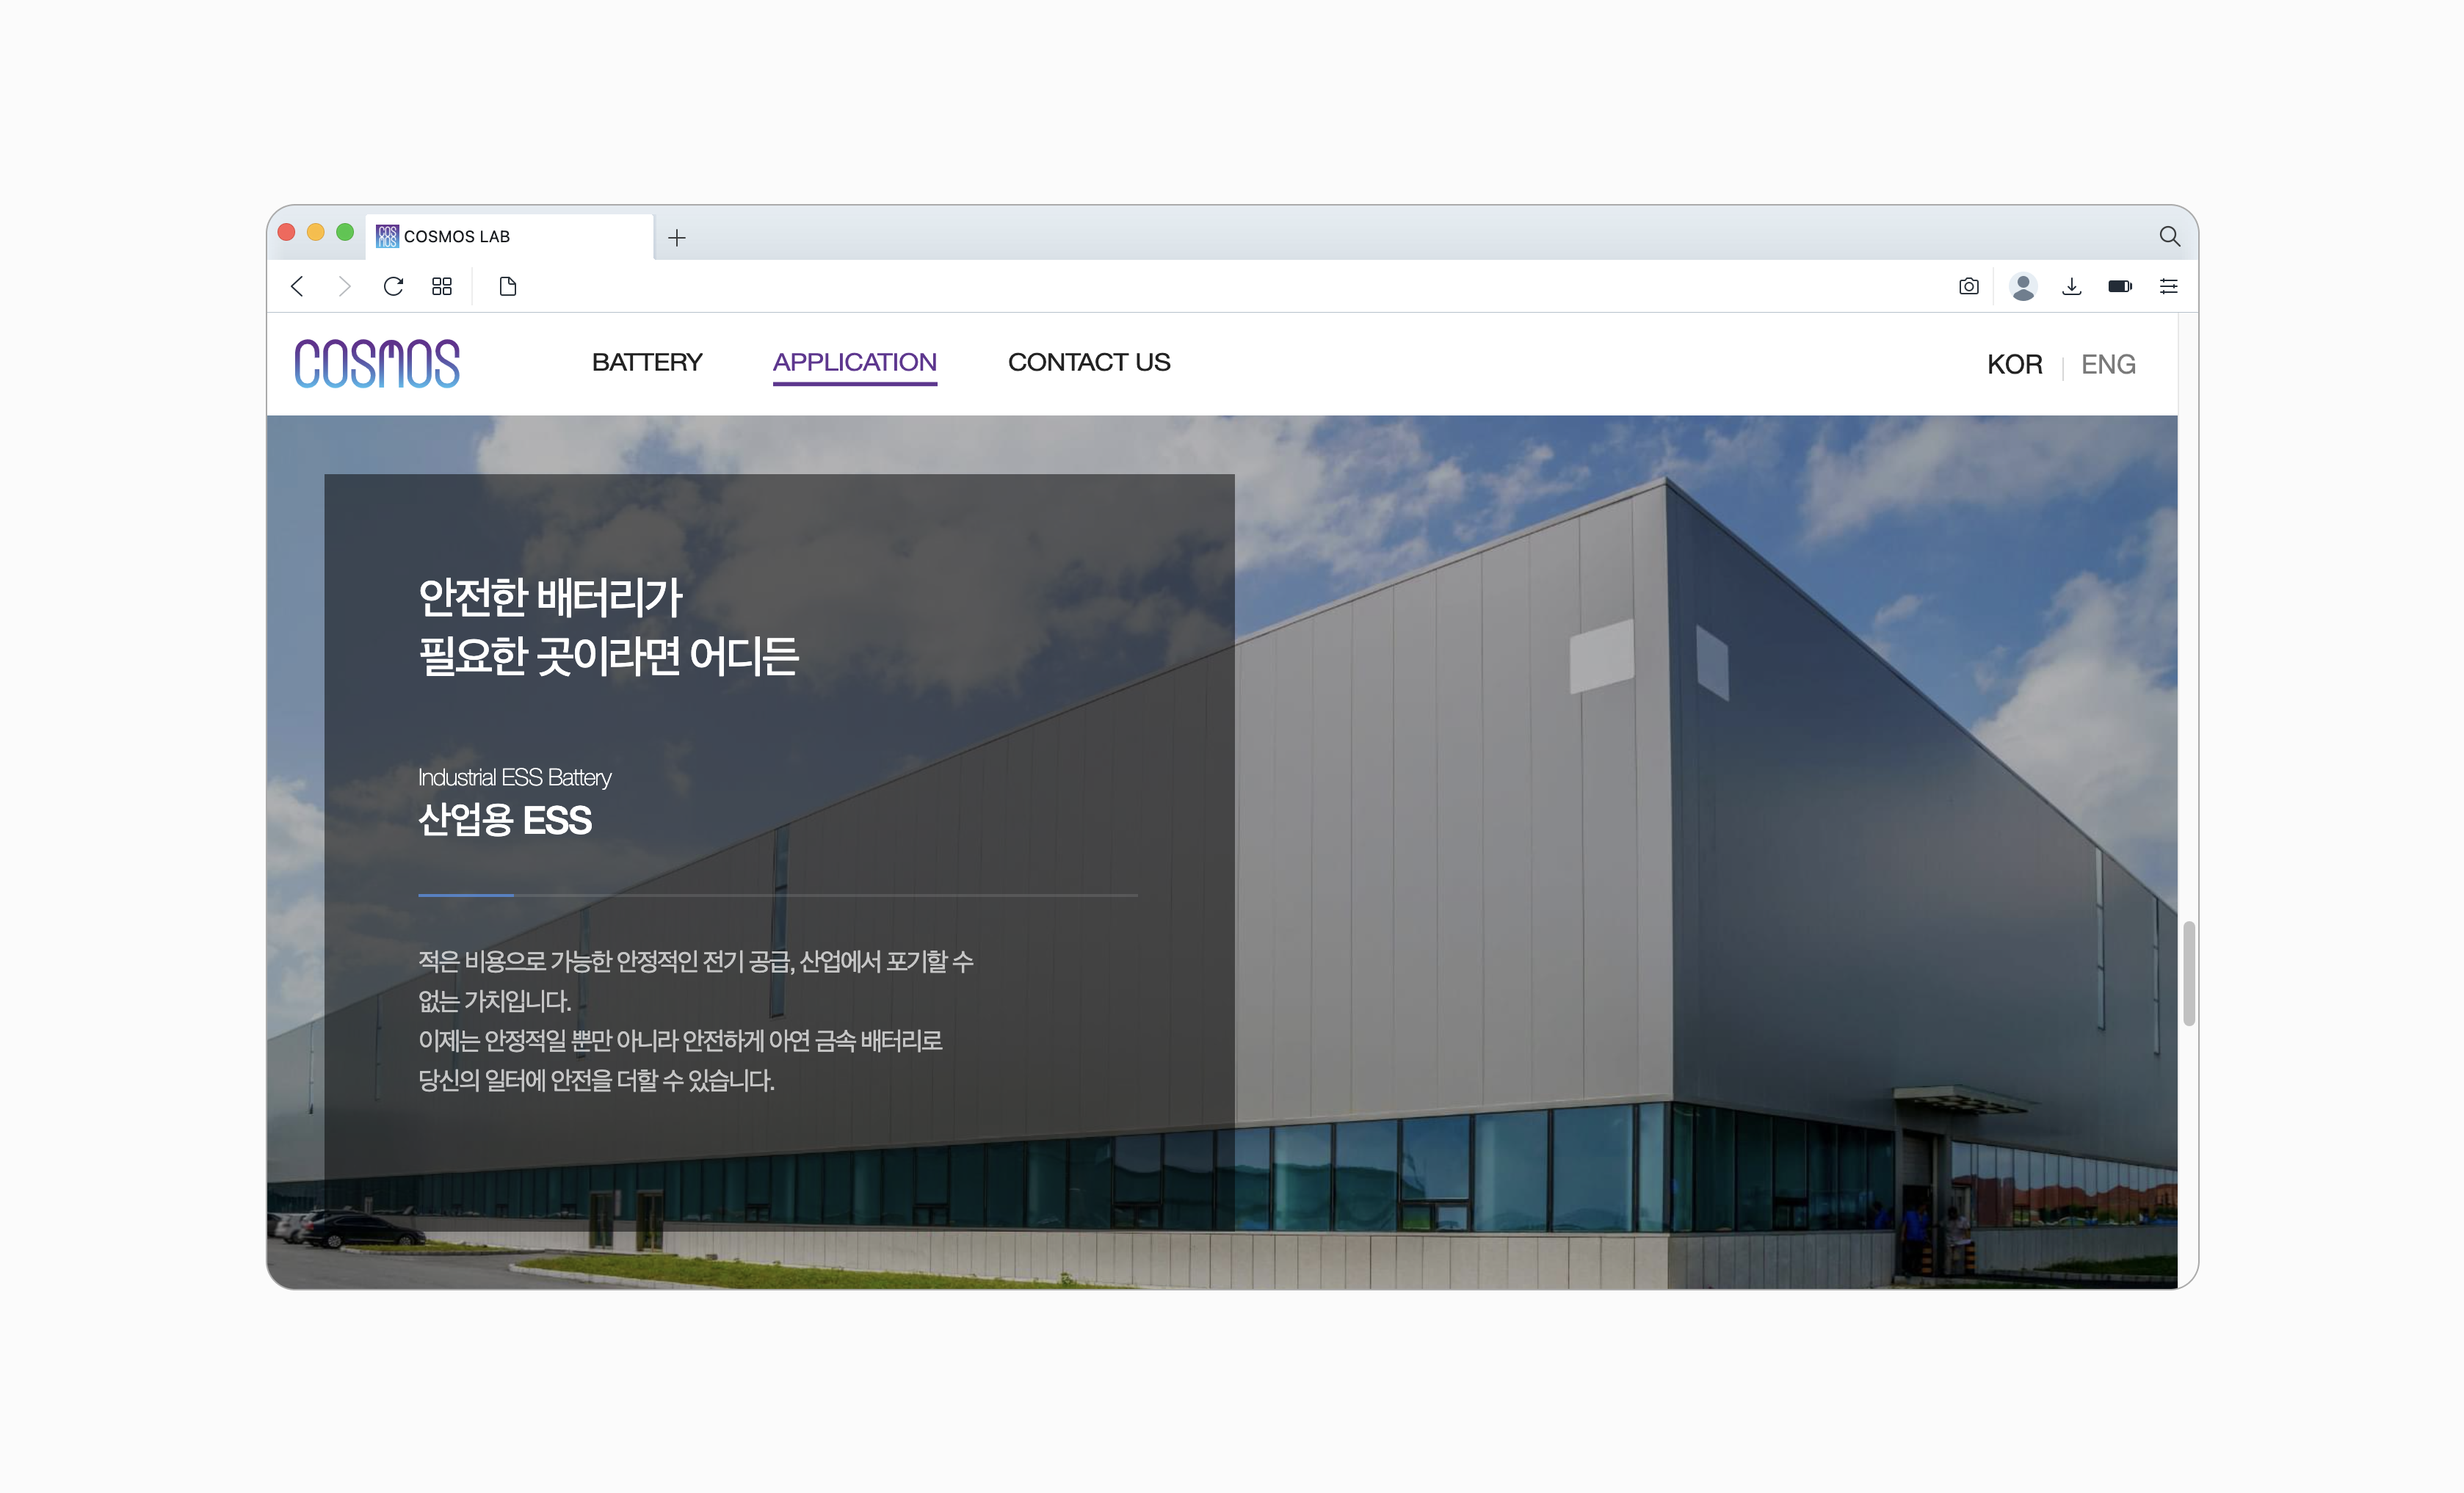 COSMOS LAB
COSMOS
BATTERY
APPLICATION
CONTACT US
KOR
ENG
안전한 배터리가
필요한 곳이라면 어디든
Industrial ESS Battery
산업용 ESS
적은 비용으로 가능한 안정적인 전기 공급, 산업에서 포기할 수
없는 가치입니다.
이제는 안정적일 뿐만 아니라 안전하게 아연 금속 배터리로
당신의 일터에 안전을 더할 수 있습니다.